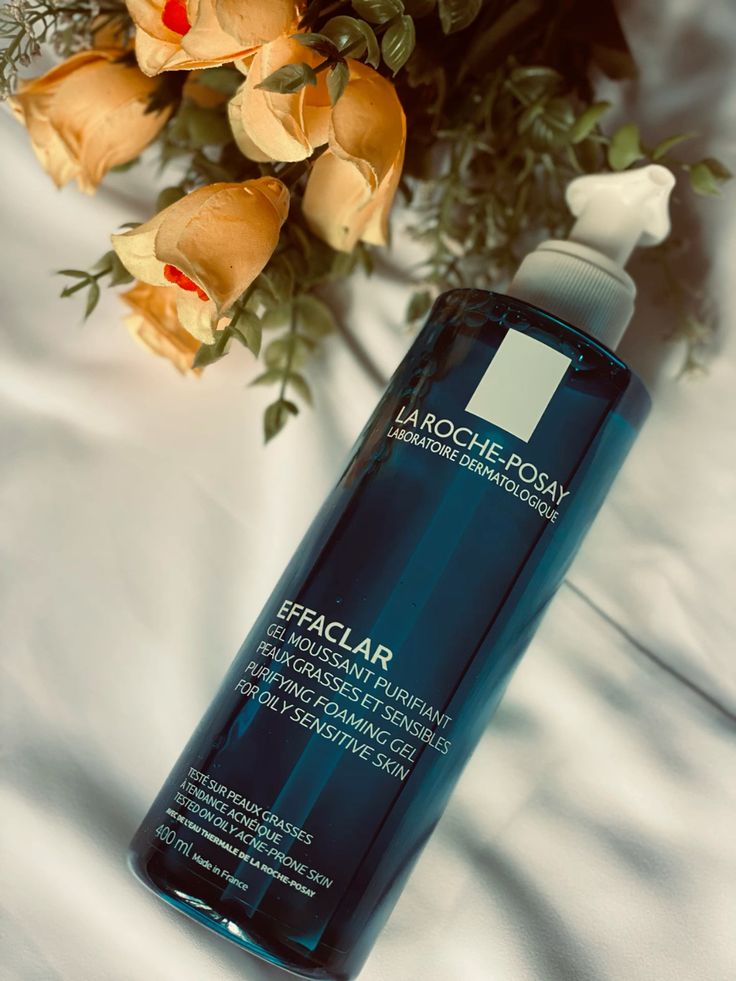 LA ROCHE-POSAY
LABORATOIRE DERMATOLOGIQUE
EFFACLAR
GEL MOUSSANT PURIFIANT
PEAUX GRASSES ET SENSIBLES
PURIFYING FOAMING GEL
FOR OILY SENSITIVE SKIN
TESTÉ SUR PEAUX GRASSES
À TENDANCE ACNÉIQUE
TESTED ON OILY ACNE-PRONE SKIN
AVEC DE L'EAU THERMALE DE LA ROCHE-POSAY
400 ml Made in France